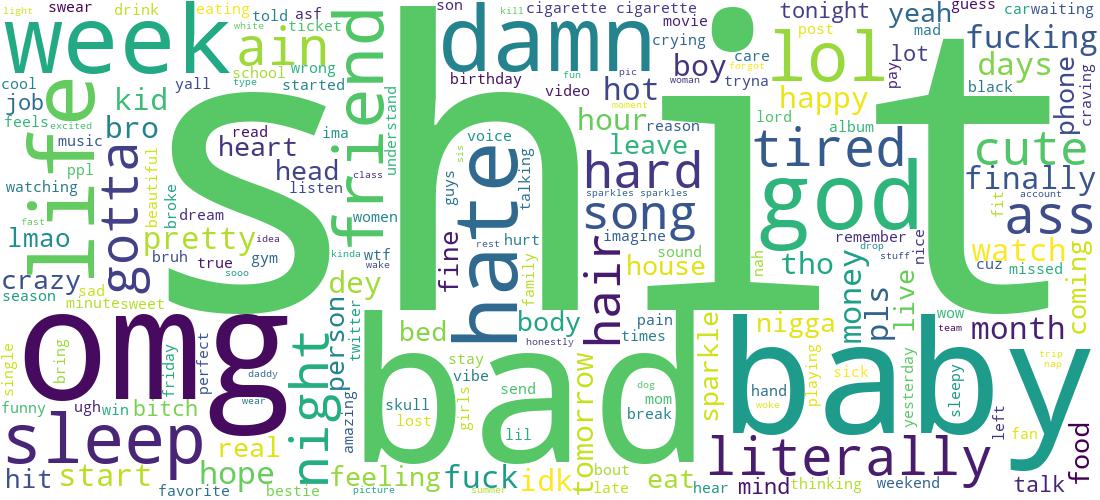 light
swear
drink
eating
told
asf
ticket
son
kill
cigarette cigarette
movie
tonight
yeah
guess
car
waiting
week
ain
white
friend
damn
crying
care
forgot
post
lol
mad
fucking
cool
life
school
wrong
type
started
birthday
fun
video
pic
woman
boy
tryna
hot
moment
happy
pay
lot
days
black
phone
craving
job
yall
kid
feels
excited
music
bro
ppl
gotta
shit
read
heart
ima
head
listen
class
understand
voice
sis
guys
hate
talking
hour
reason
leave
hard
sparkles sparkles
song
imagine
lord
album
tired
god
cute
finally
account
fit
ass
watching
fast
lmao
beautiful
broke
dream
pretty
idea
bruh
true
gym
sooo
women
kinda
wtf
wake
fine
rest
hurt
family
hair
sound
house
nah
remember
drop
stuff
nice
tho
watch
cuz
missed
coming
crazy
season
sad
minute
sweet
dey
money
pls
live
omg
night
person
twitter
bed
body
honestly
pain
times
sparkle
nigga
wow
team
month
single
bring
friday
perfect
daddy
wear
amazing
bad
stay
vibe
girls
send
skull
lost
lil
tomorrow
dog
mom
break
baby
hand
woke
playing
sick
yesterday
sleepy
trip
nap
left
fan
food
funny
ugh
win
bitch
sleep
real
literally
hit
start
hope
favorite
bestie
feeling
picture
fuck
summer
idk
bout
late
eat
hear
mind
thinking
weekend
talk